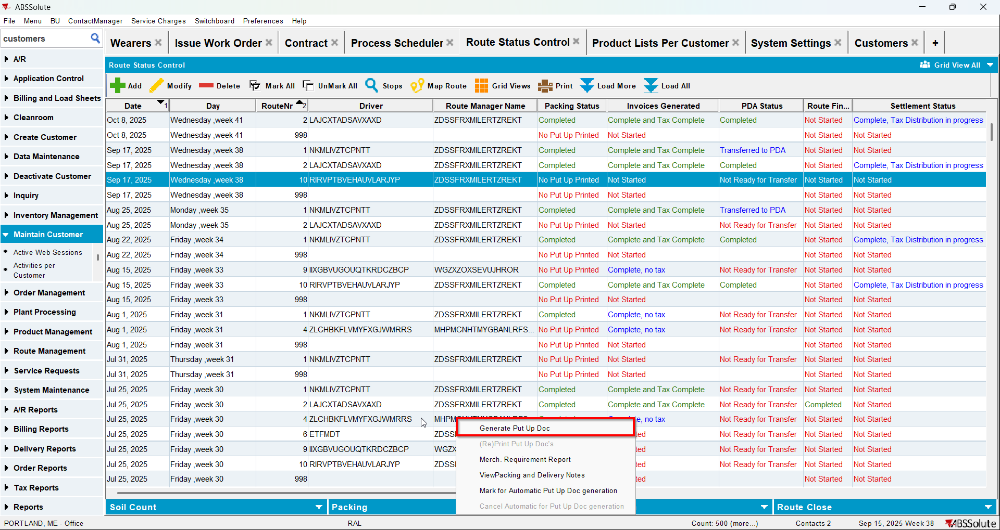 ABSSolute
File Menu BU ContactManager Service Charges Switchboard Preferences Help
customers
Wearers Issue Work Order Contract Process Scheduler Route Status Control Product Lists Per Customer System Settings Customers +
Route Status Control Grid View All
Add Modify Delete Mark All UnMark All Stops Map Route Grid Views Print Load More Load All
A/R
Application Control
Billing and Load Sheets
Cleanroom
Create Customer
Data Maintenance
Deactivate Customer
Inquiry
Inventory Management
Maintain Customer
Active Web Sessions
Activities per
Customer
Order Management
Plant Processing
Product Management
Route Management
Service Requests
System Maintenance
A/R Reports
Billing Reports
Delivery Reports
Order Reports
Tax Reports
Reports
Date 1 Day RouteNr 2 Driver Route Manager Name Packing Status Invoices Generated PDA Status Route Fin... Settlement Status
Oct 8, 2025 Wednesday ,week 41 2 LAJCXTADSAVXAXD ZDSSFRXMILERTZREKT Completed Complete and Tax Complete Completed Not Started Complete, Tax Distribution in progress
Oct 8, 2025 Wednesday ,week 41 998 No Put Up Printed Not Started Not Started Not Started
Sep 17, 2025 Wednesday ,week 38 1 NKMLIVZTCPNTT ZDSSFRXMILERTZREKT Completed Complete and Tax Complete Transferred to PDA Not Started Not Started
Sep 17, 2025 Wednesday ,week 38 2 LAJCXTADSAVXAXD ZDSSFRXMILERTZREKT Completed Complete and Tax Complete Completed Not Started Complete, Tax Distribution in progress
Sep 17, 2025 Wednesday ,week 38 10 RIRVPTBVEHAUVLARJYP ZDSSFRXMILERTZREKT No Put Up Printed Not Started Not Ready for Transfer Not Started Not Started
Sep 17, 2025 Wednesday ,week 38 998 No Put Up Printed Not Started Not Started Not Started
Aug 25, 2025 Monday ,week 35 1 NKMLIVZTCPNTT ZDSSFRXMILERTZREKT Completed Complete and Tax Complete Transferred to PDA Not Started Not Started
Aug 25, 2025 Monday ,week 35 2 LAJCXTADSAVXAXD ZDSSFRXMILERTZREKT No Put Up Printed Not Started Not Ready for Transfer Not Started Not Started
Aug 22, 2025 Friday ,week 34 1 NKMLIVZTCPNTT ZDSSFRXMILERTZREKT Completed Complete and Tax Complete Completed Not Started Complete, Tax Distribution in progress
Aug 22, 2025 Friday ,week 34 998 No Put Up Printed Not Started Not Started Not Started
Aug 15, 2025 Friday ,week 33 9 IIXGBVUGOUQTKRDCZBCP WGZXZOXSEVUJHROR No Put Up Printed Complete, no tax Not Ready for Transfer Not Started Not Started
Aug 15, 2025 Friday ,week 33 10 RIRVPTBVEHAUVLARJYP ZDSSFRXMILERTZREKT Completed Complete and Tax Complete Completed Not Started Complete, Tax Distribution in progress
Aug 15, 2025 Friday ,week 33 998 No Put Up Printed Not Started Not Started Not Started
Aug 1, 2025 Friday ,week 31 1 NKMLIVZTCPNTT ZDSSFRXMILERTZREKT Completed Complete, no tax Not Ready for Transfer Not Started Not Started
Aug 1, 2025 Friday ,week 31 4 ZLCHBKFLVMYFXGJWMRRS MHPMCNHTMYGBANLRFS... No Put Up Printed Complete, no tax Not Ready for Transfer Not Started Not Started
Aug 1, 2025 Friday ,week 31 998 No Put Up Printed Not Started Not Started Not Started
Jul 31, 2025 Thursday ,week 31 1 NKMLIVZTCPNTT ZDSSFRXMILERTZREKT No Put Up Printed Not Started Not Ready for Transfer Not Started Not Started
Jul 31, 2025 Thursday ,week 31 998 No Put Up Printed Not Started Not Started Not Started
Jul 25, 2025 Friday ,week 30 1 NKMLIVZTCPNTT ZDSSFRXMILERTZREKT Completed Complete and Tax Complete Not Ready for Transfer Not Started Not Started
Jul 25, 2025 Friday ,week 30 2 LAJCXTADSAVXAXD ZDSSFRXMILERTZREKT Completed Complete and Tax Complete Not Ready for Transfer Completed Not Started
Jul 25, 2025 Friday ,week 30 4 ZLCHBKFLVMYFXGJWMRRS no tax Not Ready for Transfer Not Started Not Started
Jul 25, 2025 Friday ,week 30 6 ETFMDT ZDSS ted Not Ready for Transfer Not Started Not Started
Jul 25, 2025 Friday ,week 30 9 IIXGBVUGOUQTKRDCZBCP WGZX ted Not Ready for Transfer Not Started Not Started
Jul 25, 2025 Friday ,week 30 10 RIRVPTBVEHAUVLARJYP ZDSS ted Not Ready for Transfer Not Started Not Started
Jul 25, 2025 Friday ,week 30 998 ted Not Started Not Started
Generate Put Up Doc
(Re)Print Put Up Doc's
Merch. Requirement Report
ViewPacking and Delivery Notes
Mark for Automatic Put Up Doc generation
Cancel Automatic for Put Up Doc generation
Soil Count Packing Route Close
PORTLAND, ME - Office RAL Count: 500 (more...) Contacts 2 Sep 15, 2025 Week 38 ABSSolute